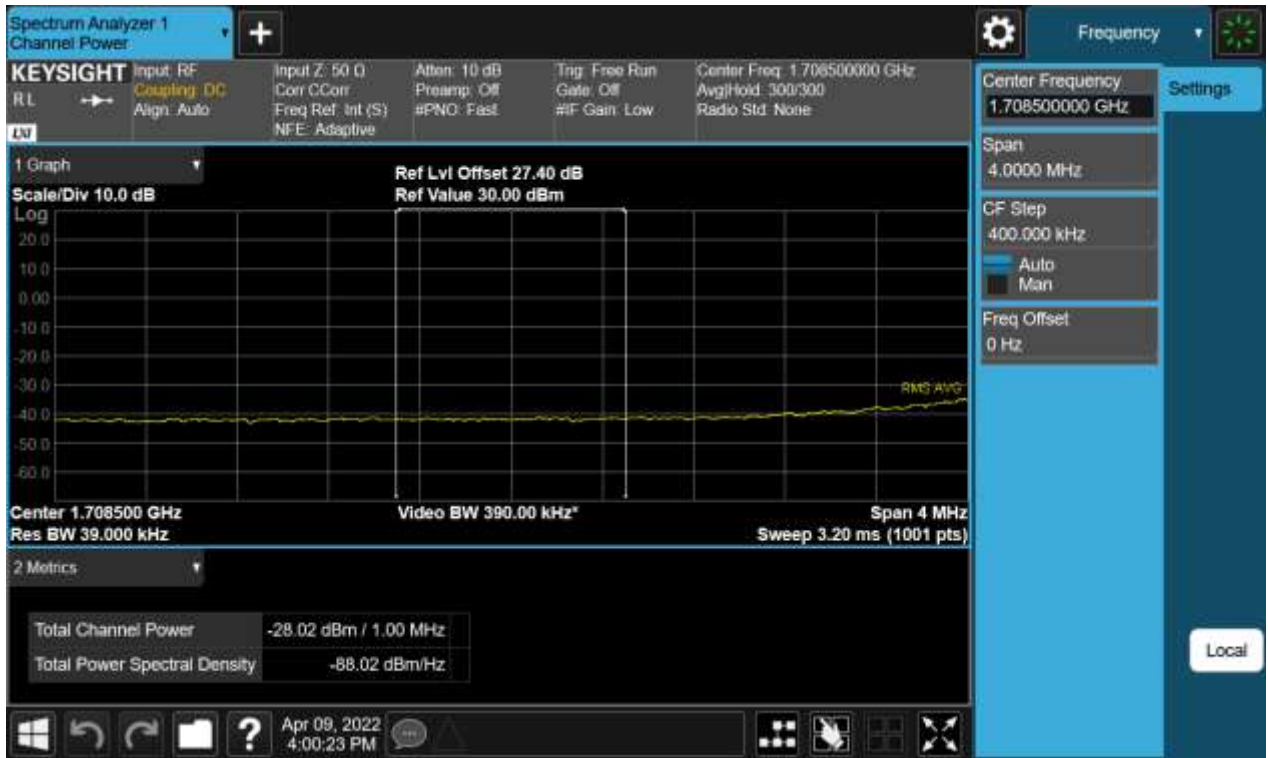 Spectrum Analyzer 1
Channel Power
Frequency
KEYSIGHT
Input: RF
Input Z: 50 Ω
Atten: 10 dB
Trig: Free Run
Center Freq: 1.708500000 GHz
RL
Coupling: DC
Corr CCorr
Preamp: Off
Gate: Off
Avg|Hold: 300/300
Align: Auto
Freq Ref: Int (S)
#PNO: Fast
#IF Gain: Low
Radio Std: None
LXI
NFE: Adaptive
Center Frequency
1.708500000 GHz
Settings
Span
4.0000 MHz
CF Step
400.000 kHz
Auto
Man
Freq Offset
0 Hz
Local
1 Graph
Ref Lvl Offset 27.40 dB
Scale/Div 10.0 dB
Ref Value 30.00 dBm
Log
20.0
10.0
0.00
-10.0
-20.0
-30.0
RMS AVG
-40.0
-50.0
-60.0
Center 1.708500 GHz
Video BW 390.00 kHz*
Span 4 MHz
Res BW 39.000 kHz
Sweep 3.20 ms (1001 pts)
2 Metrics
Total Channel Power
-28.02 dBm / 1.00 MHz
Total Power Spectral Density
-88.02 dBm/Hz
?
Apr 09, 2022
4:00:23 PM